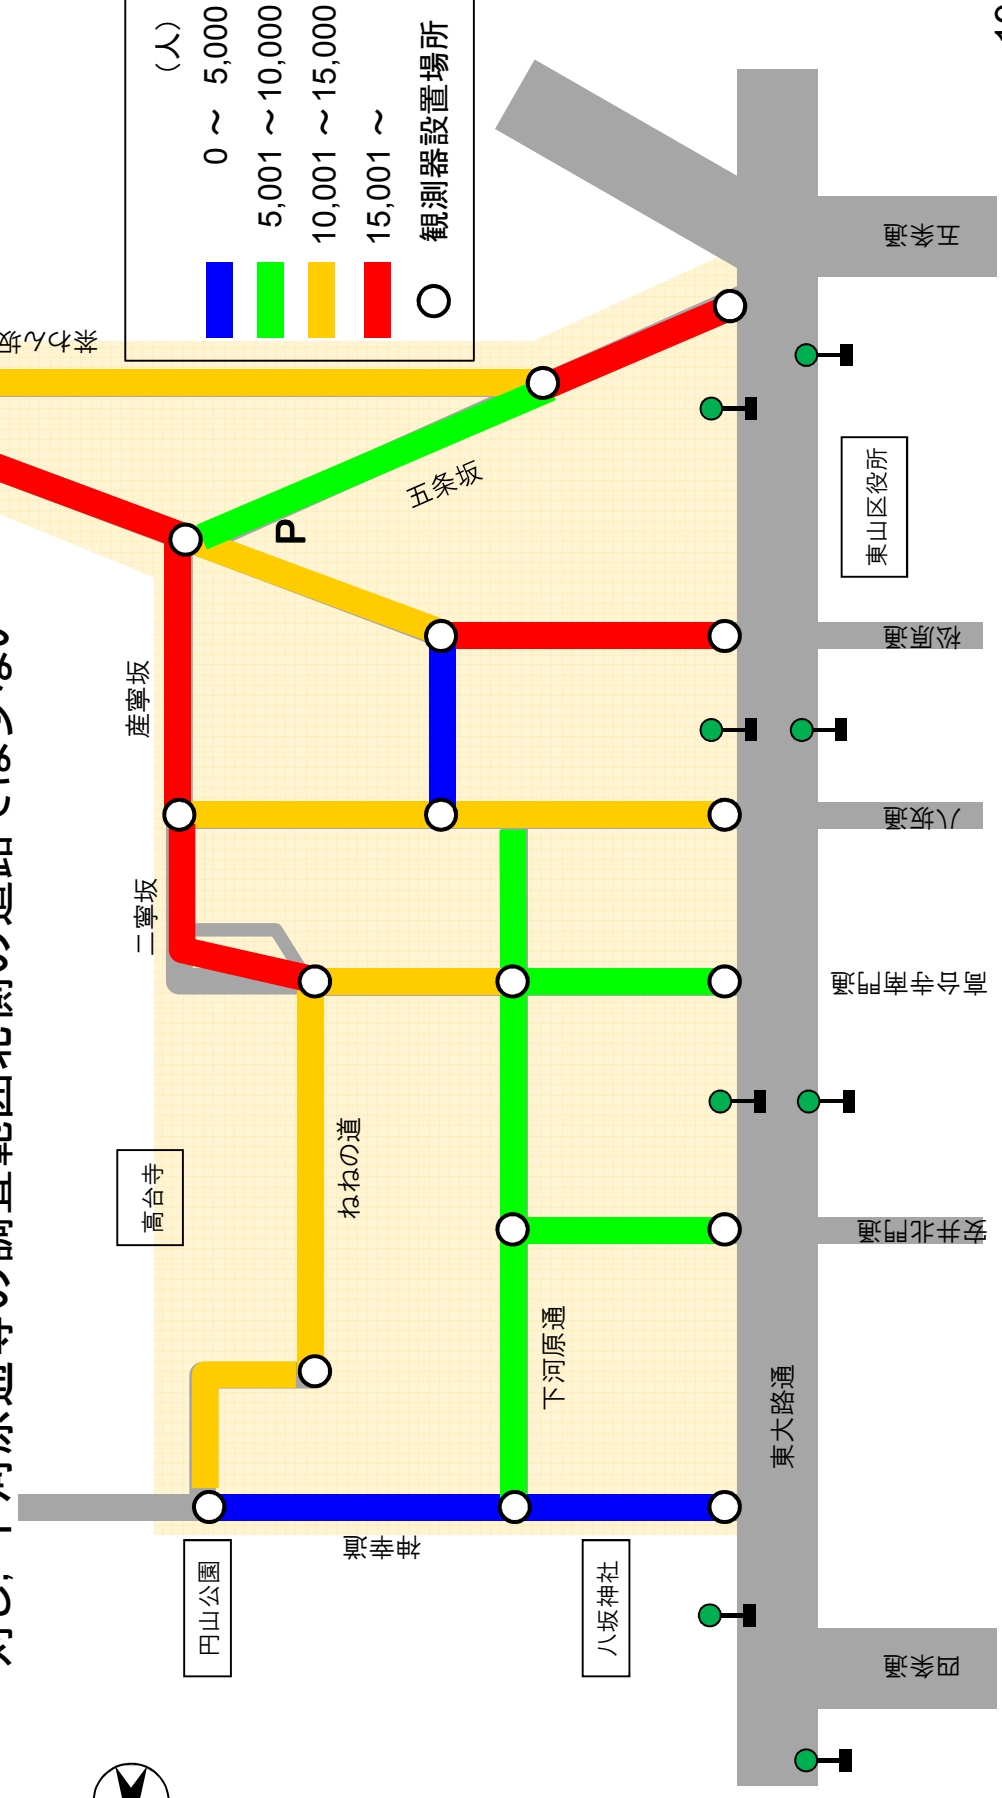 (人)
0 ～ 5,000
5,001 ～10,000
10,001 ～15,000
15,001 ～
観測器設置場所
茶わん坂
五条坂
P
産寧坂
二寧坂
高台寺
ねねの道
下河原通
円山公園
神幸道
八坂神社
東大路通
東山区役所
五条通
松原通
八坂通
高台寺南門通
安井北門通
四条通